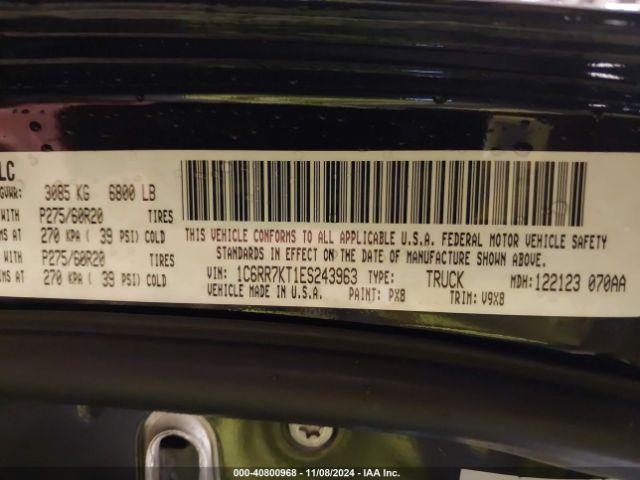 LC
GVWR: 3085 KG 6800 LB
WITH P275/60R20 TIRES
MS AT 270 KPA ( 39 PSI) COLD
WITH P275/60R20 TIRES
MS AT 270 KPA ( 39 PSI) COLD
THIS VEHICLE CONFORMS TO ALL APPLICABLE U.S.A. FEDERAL MOTOR VEHICLE SAFETY
STANDARDS IN EFFECT ON THE DATE OF MANUFACTURE SHOWN ABOVE.
VIN: 1C6RR7KT1ES243963 TYPE: TRUCK MDH: 122123 070AA
VEHICLE MADE IN U.S.A. PAINT: PX8 TRIM: V9X8
000-40800968 - 11/08/2024 - IAA Inc.